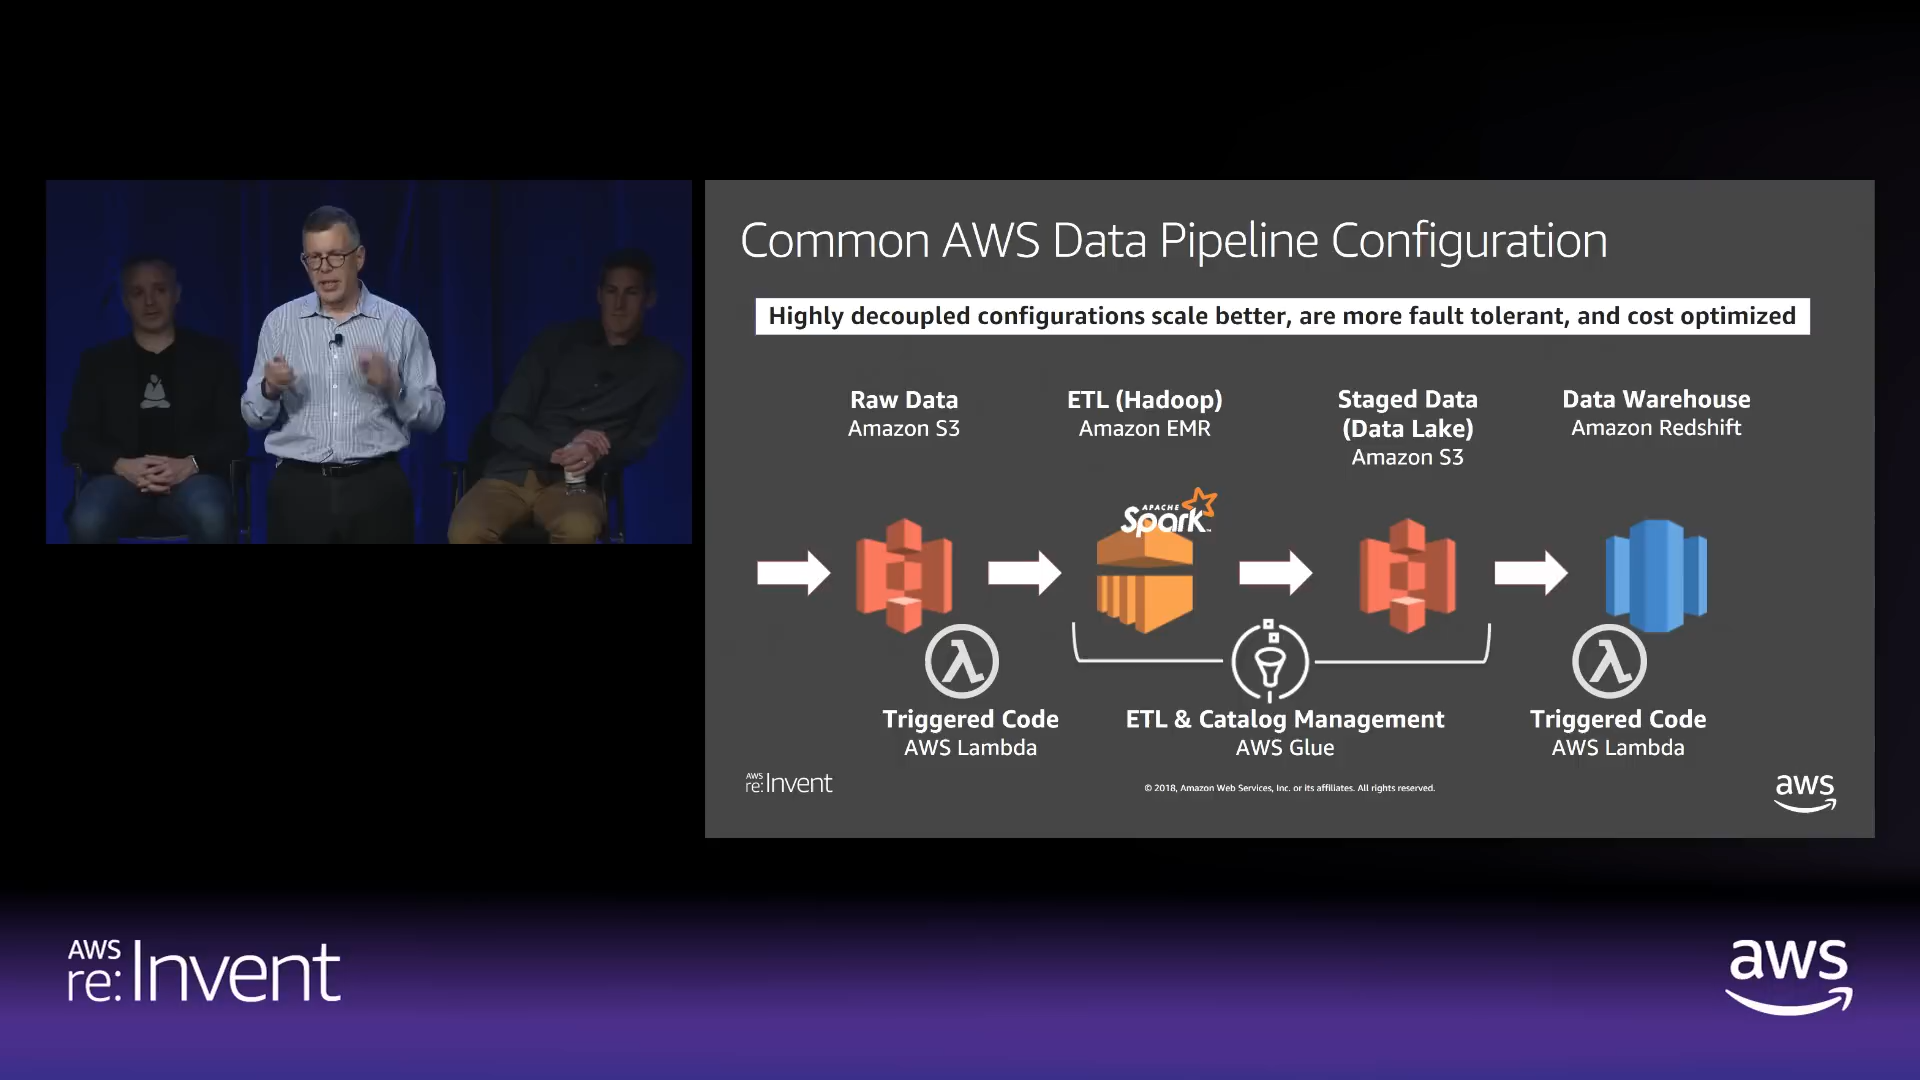 Common AWS Data Pipeline Configuration
Highly decoupled configurations scale better, are more fault tolerant, and cost optimized
Raw Data
Amazon S3
ETL (Hadoop)
Amazon EMR
Staged Data
(Data Lake)
Amazon S3
Data Warehouse
Amazon Redshift
APACHE
Spark™
λ
λ
Triggered Code
AWS Lambda
ETL & Catalog Management
AWS Glue
Triggered Code
AWS Lambda
AWS
re:Invent
© 2018, Amazon Web Services, Inc. or its affiliates. All rights reserved.
aws
AWS
re:Invent
aws